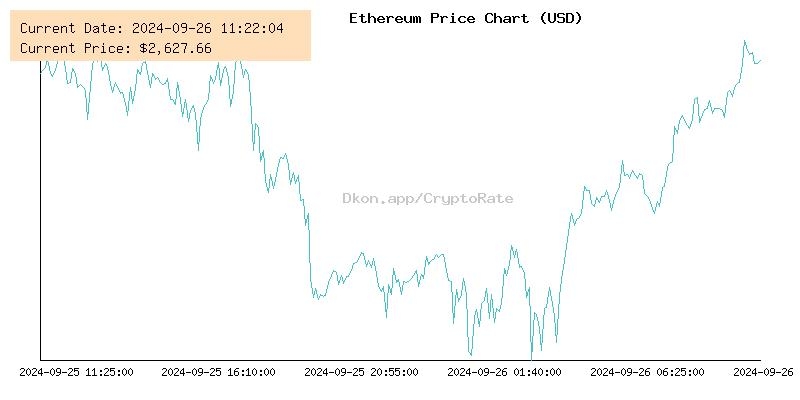 Ethereum Price Chart (USD)
Current Date: 2024-09-26 11:22:04
Current Price: $2,627.66
Dkon.app/CryptoRate
2024-09-25 11:25:00 2024-09-25 16:10:00 2024-09-25 20:55:00 2024-09-26 01:40:00 2024-09-26 06:25:00 2024-09-26